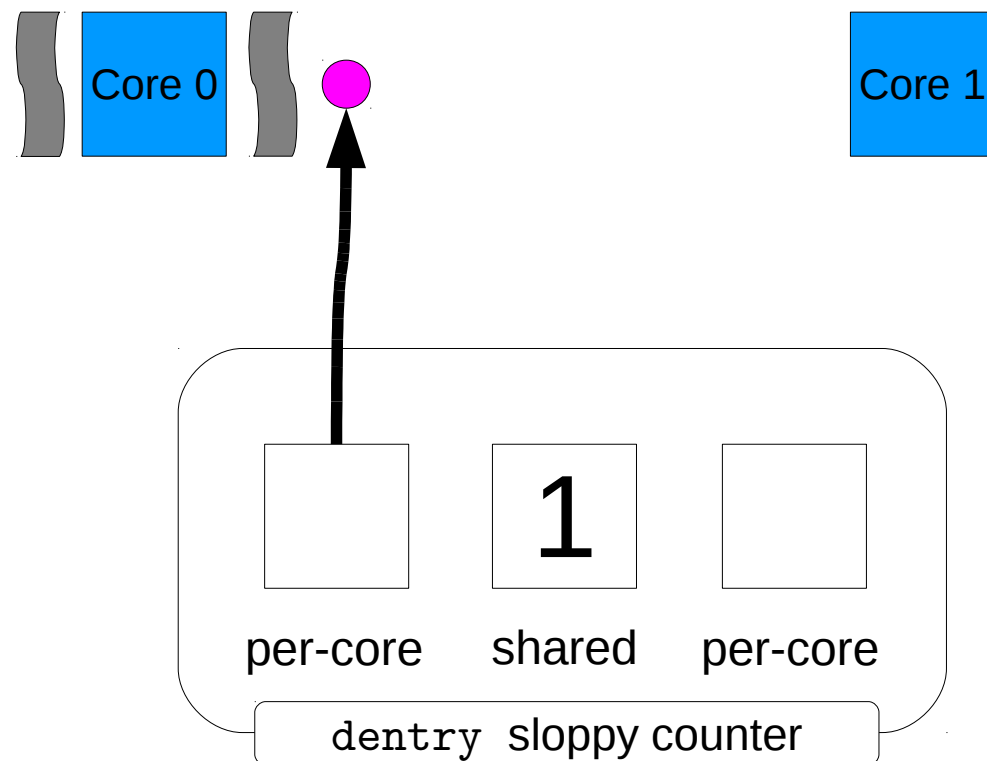 Core 0
Core 1
1
per-core shared per-core
dentry sloppy counter